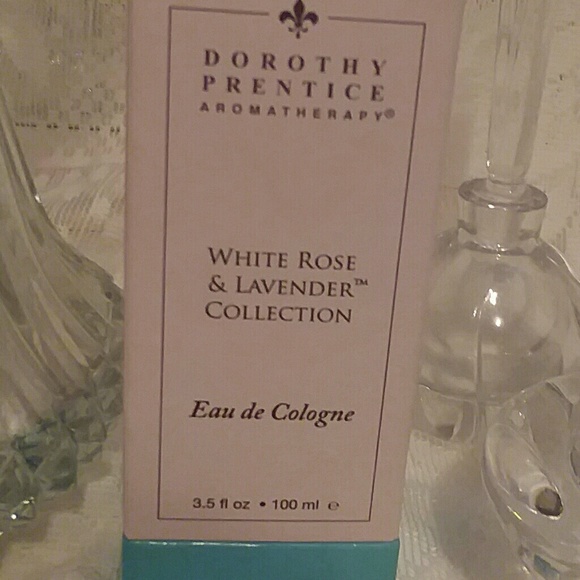 DOROTHY
PRENTICE
AROMATHERAPY®
WHITE ROSE
& LAVENDER™
COLLECTION
Eau de Cologne
3.5 fl oz • 100 ml ℮